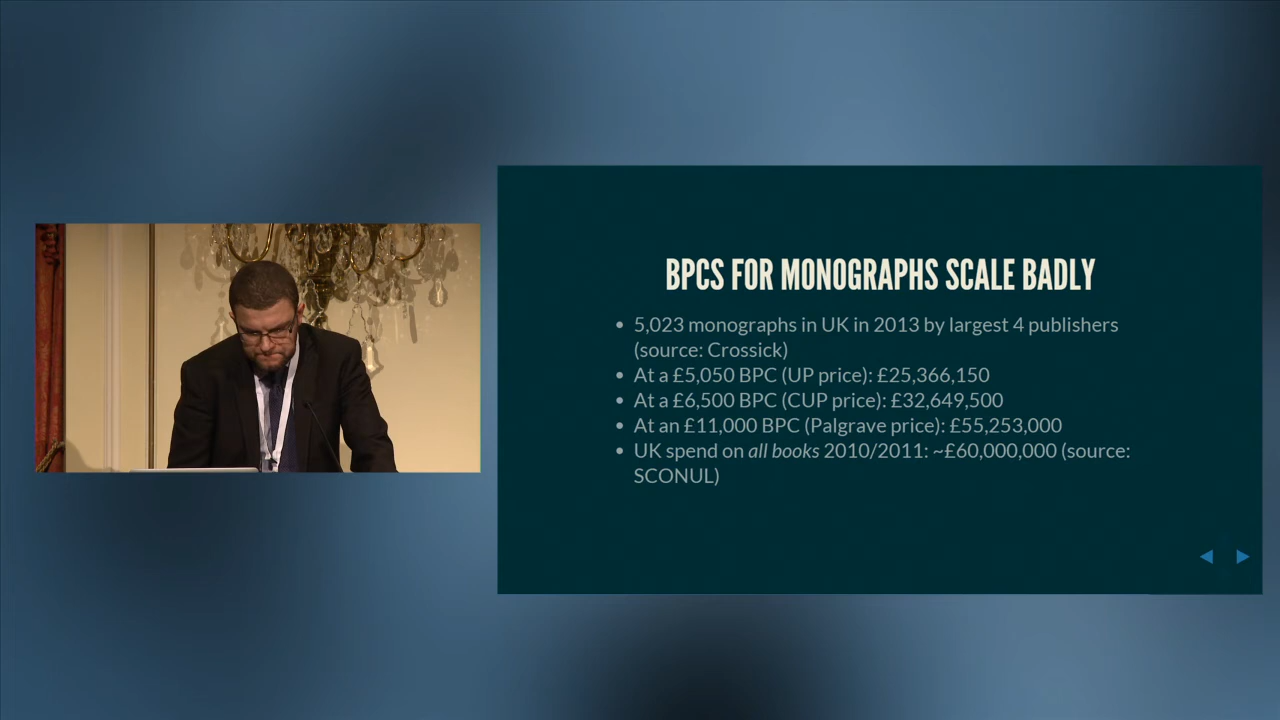 BPCS FOR MONOGRAPHS SCALE BADLY
5,023 monographs in UK in 2013 by largest 4 publishers
(source: Crossick)
At a £5,050 BPC (UP price): £25,366,150
At a £6,500 BPC (CUP price): £32,649,500
At an £11,000 BPC (Palgrave price): £55,253,000
UK spend on all books 2010/2011: ~£60,000,000 (source:
SCONUL)